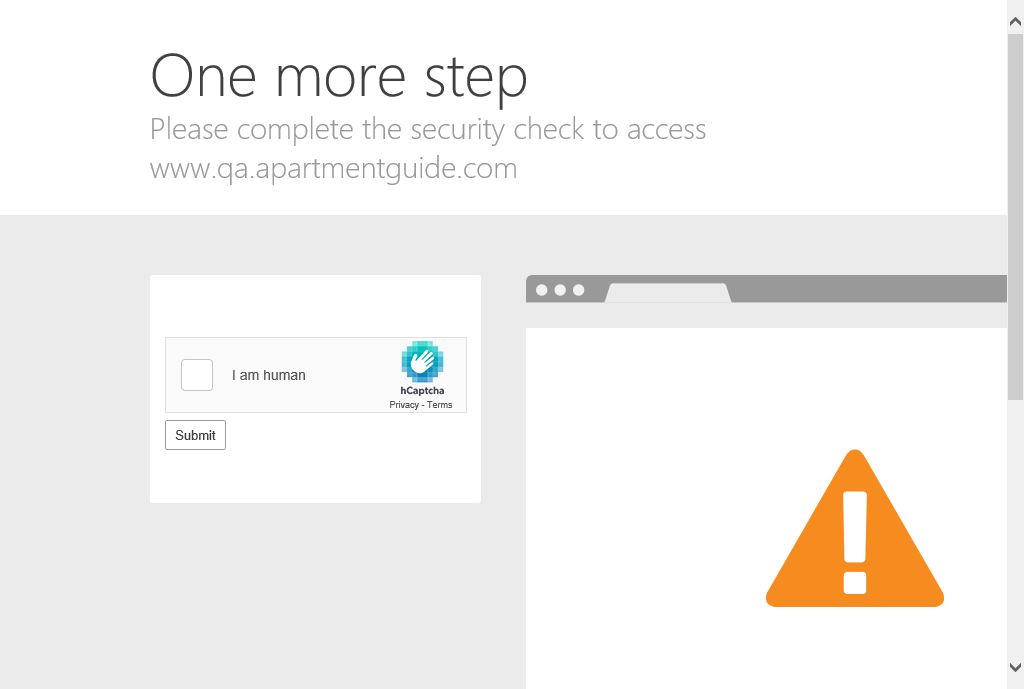 One more step
Please complete the security check to access
www.qa.apartmentguide.com
I am human
hCaptcha
Privacy - Terms
Submit